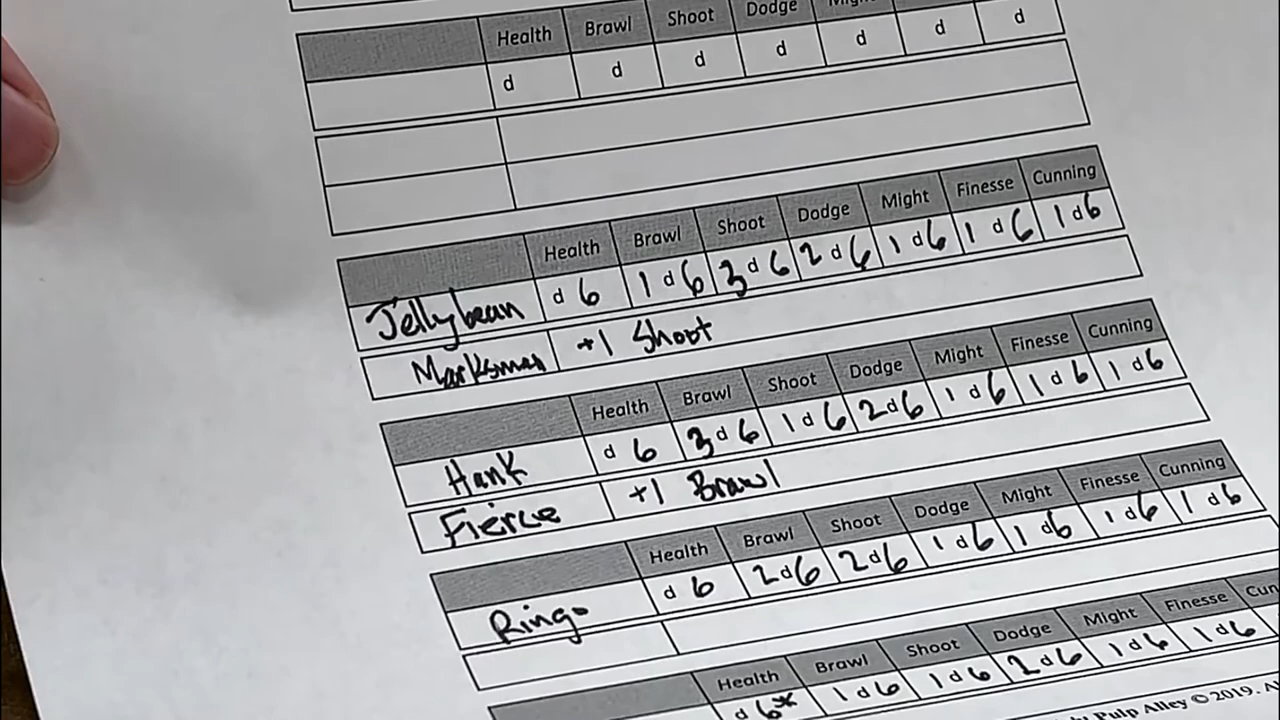 Health Brawl Shoot Dodge Might
d d d d d d d
Health Brawl Shoot Dodge Might Finesse Cunning
Jellybean d 6 1 d 6 3 d 6 2 d 6 1 d 6 1 d 6 1 d 6
Marksman +1 Shoot
Health Brawl Shoot Dodge Might Finesse Cunning
Hank d 6 3 d 6 1 d 6 2 d 6 1 d 6 1 d 6 1 d 6
Fierce +1 Brawl
Health Brawl Shoot Dodge Might Finesse Cunning
Ringo d 6 2 d 6 2 d 6 1 d 6 1 d 6 1 d 6 1 d 6
Health Brawl Shoot Dodge Might Finesse
d 6* 1 d 6 1 d 6 2 d 6 1 d 6 1 d 6
Pulp Alley © 2019.